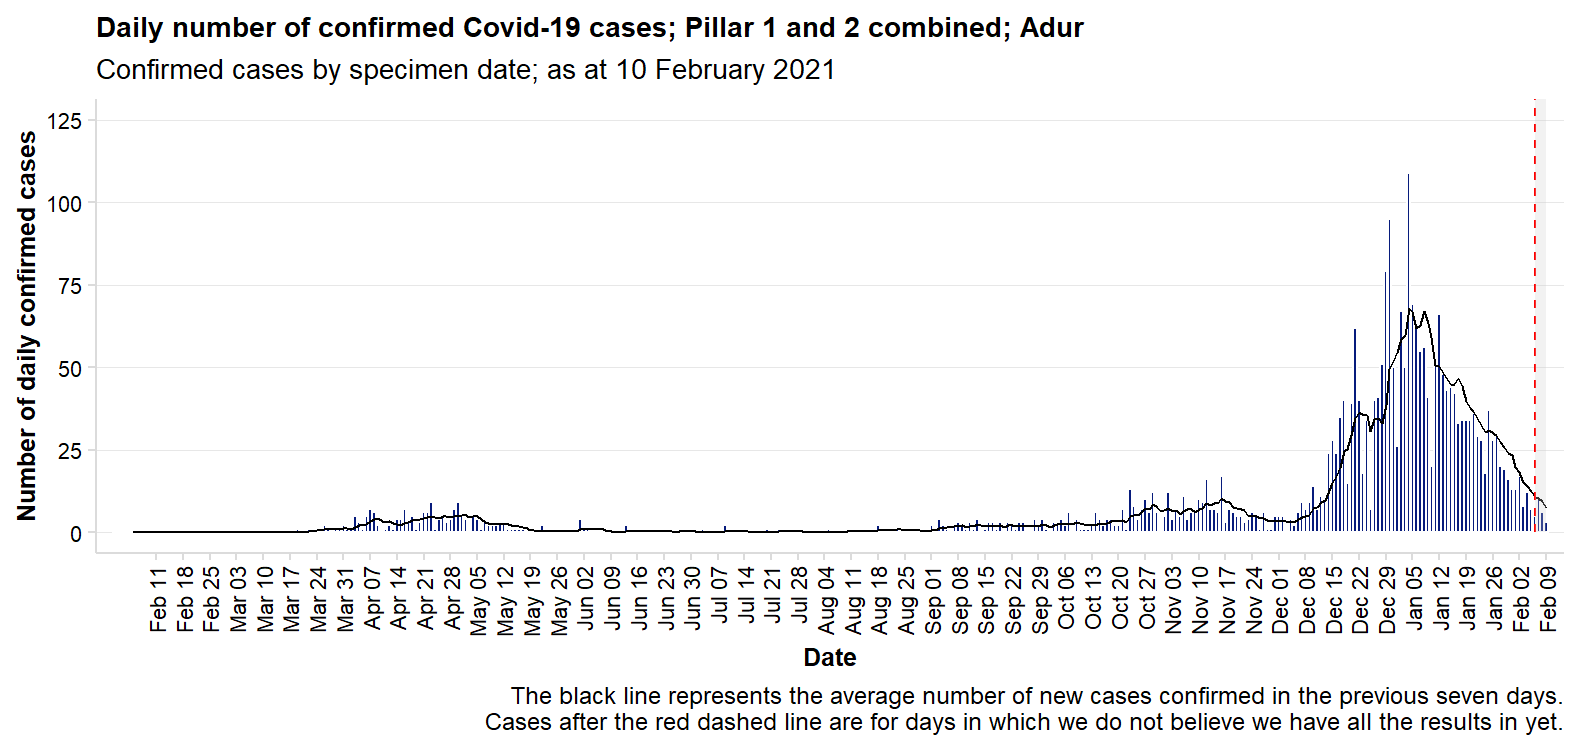 Daily number of confirmed Covid-19 cases; Pillar 1 and 2 combined; Adur
Confirmed cases by specimen date; as at 10 February 2021
Number of daily confirmed cases
125
100
75
50
25
0
Feb 11
Feb 18
Feb 25
Mar 03
Mar 10
Mar 17
Mar 24
Mar 31
Apr 07
Apr 14
Apr 21
Apr 28
May 05
May 12
May 19
May 26
Jun 02
Jun 09
Jun 16
Jun 23
Jun 30
Jul 07
Jul 14
Jul 21
Jul 28
Aug 04
Aug 11
Aug 18
Aug 25
Sep 01
Sep 08
Sep 15
Sep 22
Sep 29
Oct 06
Oct 13
Oct 20
Oct 27
Nov 03
Nov 10
Nov 17
Nov 24
Dec 01
Dec 08
Dec 15
Dec 22
Dec 29
Jan 05
Jan 12
Jan 19
Jan 26
Feb 02
Feb 09
Date
The black line represents the average number of new cases confirmed in the previous seven days.
Cases after the red dashed line are for days in which we do not believe we have all the results in yet.